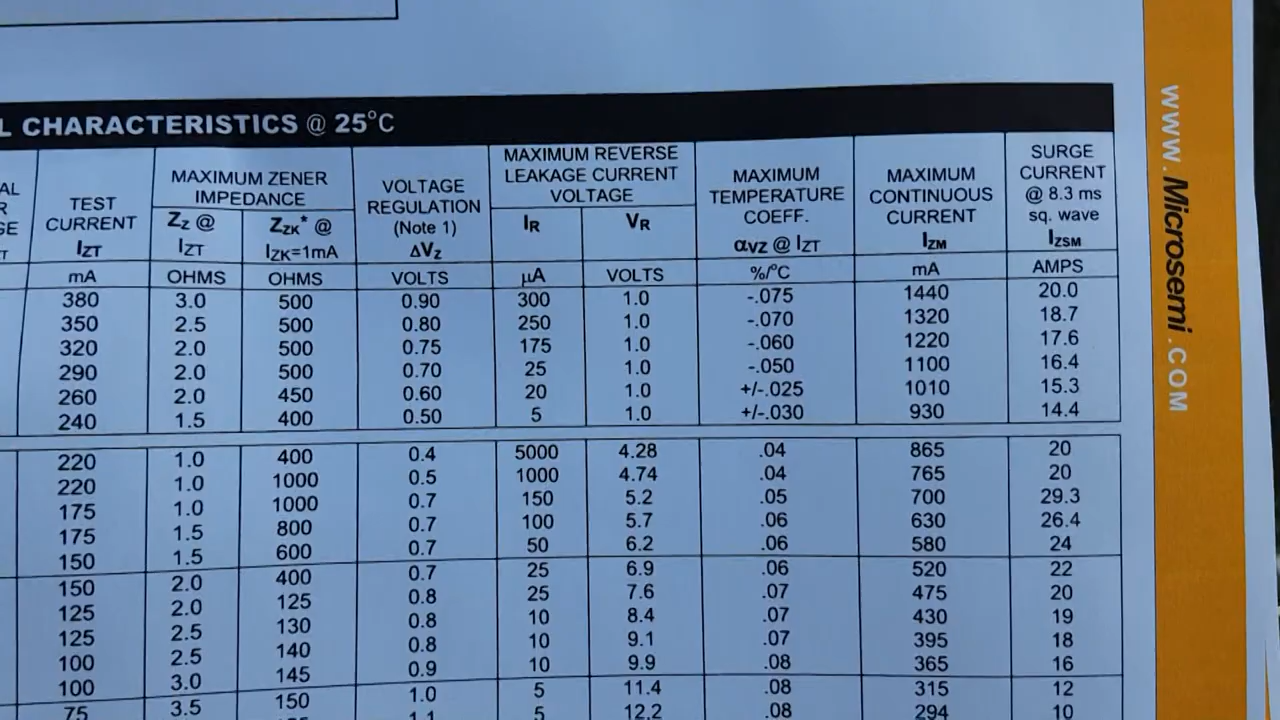 L CHARACTERISTICS @ 25°C
AL
R
GE
T
TEST
CURRENT
IZT
mA
MAXIMUM ZENER
IMPEDANCE
ZZ @
IZT
OHMS
ZZK* @
IZK=1mA
OHMS
VOLTAGE
REGULATION
(Note 1)
ΔVZ
VOLTS
MAXIMUM REVERSE
LEAKAGE CURRENT
VOLTAGE
IR
µA
VR
VOLTS
MAXIMUM
TEMPERATURE
COEFF.
αVZ @ IZT
%/°C
MAXIMUM
CONTINUOUS
CURRENT
IZM
mA
SURGE
CURRENT
@ 8.3 ms
sq. wave
IZSM
AMPS
380 3.0 500 0.90 300 1.0 -.075 1440 20.0
350 2.5 500 0.80 250 1.0 -.070 1320 18.7
320 2.0 500 0.75 175 1.0 -.060 1220 17.6
290 2.0 500 0.70 25 1.0 -.050 1100 16.4
260 2.0 450 0.60 20 1.0 +/-.025 1010 15.3
240 1.5 400 0.50 5 1.0 +/-.030 930 14.4
220 1.0 400 0.4 5000 4.28 .04 865 20
220 1.0 1000 0.5 1000 4.74 .04 765 20
175 1.0 1000 0.7 150 5.2 .05 700 29.3
175 1.5 800 0.7 100 5.7 .06 630 26.4
150 1.5 600 0.7 50 6.2 .06 580 24
150 2.0 400 0.7 25 6.9 .06 520 22
125 2.0 125 0.8 25 7.6 .07 475 20
125 2.5 130 0.8 10 8.4 .07 430 19
100 2.5 140 0.8 10 9.1 .07 395 18
100 3.0 145 0.9 10 9.9 .08 365 16
75 3.5 150 1.0 5 11.4 .08 315 12
1.1 5 12.2 .08 294 10
www.Microsemi.COM